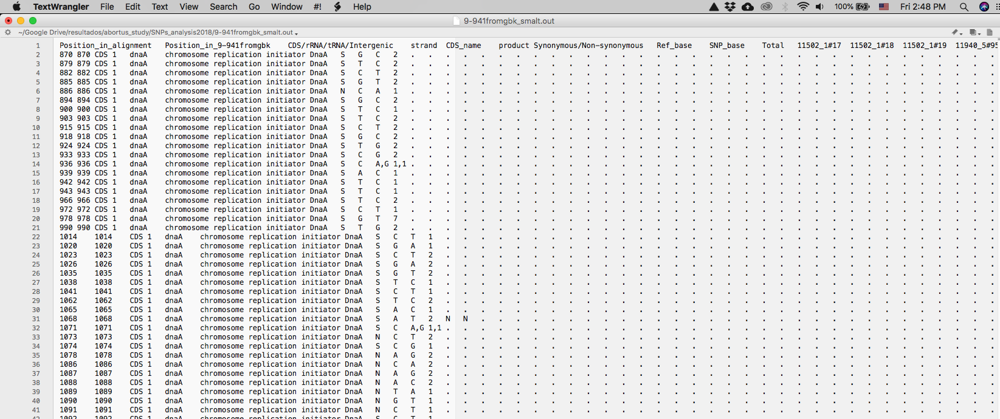 TextWrangler File Edit Text View Search Go Window #! Help 100% Fri 2:48 PM
9-941fromgbk_smalt.out
~/Google Drive/resultados/abortus_study/SNPs_analysis2018/9-941fromgbk_smalt.out
1 Position_in_alignment Position_in_9-941fromgbk CDS/rRNA/tRNA/Intergenic strand CDS_name product Synonymous/Non-synonymous Ref_base SNP_base Total 11502_1#17 11502_1#18 11502_1#19 11940_5#95
2 870 870 CDS 1 dnaA chromosome replication initiator DnaA S G C 2 . . . . . . . . . . . . . . . . . . . . . . . . . . . . . . . . . .
3 879 879 CDS 1 dnaA chromosome replication initiator DnaA S T C 2 . . . . . . . . . . . . . . . . . . . . . . . . . . . . . . . . . .
4 882 882 CDS 1 dnaA chromosome replication initiator DnaA S C T 2 . . . . . . . . . . . . . . . . . . . . . . . . . . . . . . . . . .
5 885 885 CDS 1 dnaA chromosome replication initiator DnaA S G T 2 . . . . . . . . . . . . . . . . . . . . . . . . . . . . . . . . . .
6 886 886 CDS 1 dnaA chromosome replication initiator DnaA N C A 1 . . . . . . . . . . . . . . . . . . . . . . . . . . . . . . . . . .
7 894 894 CDS 1 dnaA chromosome replication initiator DnaA S G C 2 . . . . . . . . . . . . . . . . . . . . . . . . . . . . . . . . . .
8 900 900 CDS 1 dnaA chromosome replication initiator DnaA S T C 1 . . . . . . . . . . . . . . . . . . . . . . . . . . . . . . . . . .
9 903 903 CDS 1 dnaA chromosome replication initiator DnaA S T C 2 . . . . . . . . . . . . . . . . . . . . . . . . . . . . . . . . . .
10 915 915 CDS 1 dnaA chromosome replication initiator DnaA S C T 2 . . . . . . . . . . . . . . . . . . . . . . . . . . . . . . . . . .
11 918 918 CDS 1 dnaA chromosome replication initiator DnaA S G C 2 . . . . . . . . . . . . . . . . . . . . . . . . . . . . . . . . . .
12 924 924 CDS 1 dnaA chromosome replication initiator DnaA S T G 2 . . . . . . . . . . . . . . . . . . . . . . . . . . . . . . . . . .
13 933 933 CDS 1 dnaA chromosome replication initiator DnaA S C G 2 . . . . . . . . . . . . . . . . . . . . . . . . . . . . . . . . . .
14 936 936 CDS 1 dnaA chromosome replication initiator DnaA S C A,G 1,1 . . . . . . . . . . . . . . . . . . . . . . . . . . . . . . . . . .
15 939 939 CDS 1 dnaA chromosome replication initiator DnaA S A C 1 . . . . . . . . . . . . . . . . . . . . . . . . . . . . . . . . . .
16 942 942 CDS 1 dnaA chromosome replication initiator DnaA S T C 1 . . . . . . . . . . . . . . . . . . . . . . . . . . . . . . . . . .
17 943 943 CDS 1 dnaA chromosome replication initiator DnaA S T C 1 . . . . . . . . . . . . . . . . . . . . . . . . . . . . . . . . . .
18 966 966 CDS 1 dnaA chromosome replication initiator DnaA S T C 2 . . . . . . . . . . . . . . . . . . . . . . . . . . . . . . . . . .
19 972 972 CDS 1 dnaA chromosome replication initiator DnaA S C T 1 . . . . . . . . . . . . . . . . . . . . . . . . . . . . . . . . . .
20 978 978 CDS 1 dnaA chromosome replication initiator DnaA S G T 7 . . . . . . . . . . . . . . . . . . . . . . . . . . . . . . . . . .
21 990 990 CDS 1 dnaA chromosome replication initiator DnaA S T G 2 . . . . . . . . . . . . . . . . . . . . . . . . . . . . . . . . . .
22 1014 1014 CDS 1 dnaA chromosome replication initiator DnaA S C T 1 . . . . . . . . . . . . . . . . . . . . . . . . . . . . . . . .
23 1020 1020 CDS 1 dnaA chromosome replication initiator DnaA S G A 1 . . . . . . . . . . . . . . . . . . . . . . . . . . . . . . . .
24 1023 1023 CDS 1 dnaA chromosome replication initiator DnaA S C T 2 . . . . . . . . . . . . . . . . . . . . . . . . . . . . . . . .
25 1026 1026 CDS 1 dnaA chromosome replication initiator DnaA S G A 2 . . . . . . . . . . . . . . . . . . . . . . . . . . . . . . . .
26 1035 1035 CDS 1 dnaA chromosome replication initiator DnaA S G T 2 . . . . . . . . . . . . . . . . . . . . . . . . . . . . . . . .
27 1038 1038 CDS 1 dnaA chromosome replication initiator DnaA S T C 1 . . . . . . . . . . . . . . . . . . . . . . . . . . . . . . . .
28 1041 1041 CDS 1 dnaA chromosome replication initiator DnaA S C T 1 . . . . . . . . . . . . . . . . . . . . . . . . . . . . . . . .
29 1062 1062 CDS 1 dnaA chromosome replication initiator DnaA S T C 2 . . . . . . . . . . . . . . . . . . . . . . . . . . . . . . . .
30 1065 1065 CDS 1 dnaA chromosome replication initiator DnaA S A C 1 . . . . . . . . . . . . . . . . . . . . . . . . . . . . . . . .
31 1068 1068 CDS 1 dnaA chromosome replication initiator DnaA S A T 2 N N . . . . . . . . . . . . . . . . . . . . . . . . . . . . . .
32 1071 1071 CDS 1 dnaA chromosome replication initiator DnaA S C A,G 1,1 . . . . . . . . . . . . . . . . . . . . . . . . . . . . . . . .
33 1073 1073 CDS 1 dnaA chromosome replication initiator DnaA N C T 2 . . . . . . . . . . . . . . . . . . . . . . . . . . . . . . . .
34 1074 1074 CDS 1 dnaA chromosome replication initiator DnaA S C G 1 . . . . . . . . . . . . . . . . . . . . . . . . . . . . . . . .
35 1078 1078 CDS 1 dnaA chromosome replication initiator DnaA N A G 2 . . . . . . . . . . . . . . . . . . . . . . . . . . . . . . . .
36 1086 1086 CDS 1 dnaA chromosome replication initiator DnaA N C A 2 . . . . . . . . . . . . . . . . . . . . . . . . . . . . . . . .
37 1087 1087 CDS 1 dnaA chromosome replication initiator DnaA N A G 2 . . . . . . . . . . . . . . . . . . . . . . . . . . . . . . . .
38 1088 1088 CDS 1 dnaA chromosome replication initiator DnaA N A C 2 . . . . . . . . . . . . . . . . . . . . . . . . . . . . . . . .
39 1089 1089 CDS 1 dnaA chromosome replication initiator DnaA N T A 1 . . . . . . . . . . . . . . . . . . . . . . . . . . . . . . . .
40 1090 1090 CDS 1 dnaA chromosome replication initiator DnaA N G T 1 . . . . . . . . . . . . . . . . . . . . . . . . . . . . . . . .
41 1091 1091 CDS 1 dnaA chromosome replication initiator DnaA N C T 1 . . . . . . . . . . . . . . . . . . . . . . . . . . . . . . . .
42 1092 1092 CDS 1 dnaA chromosome replication initiator DnaA S C T 1